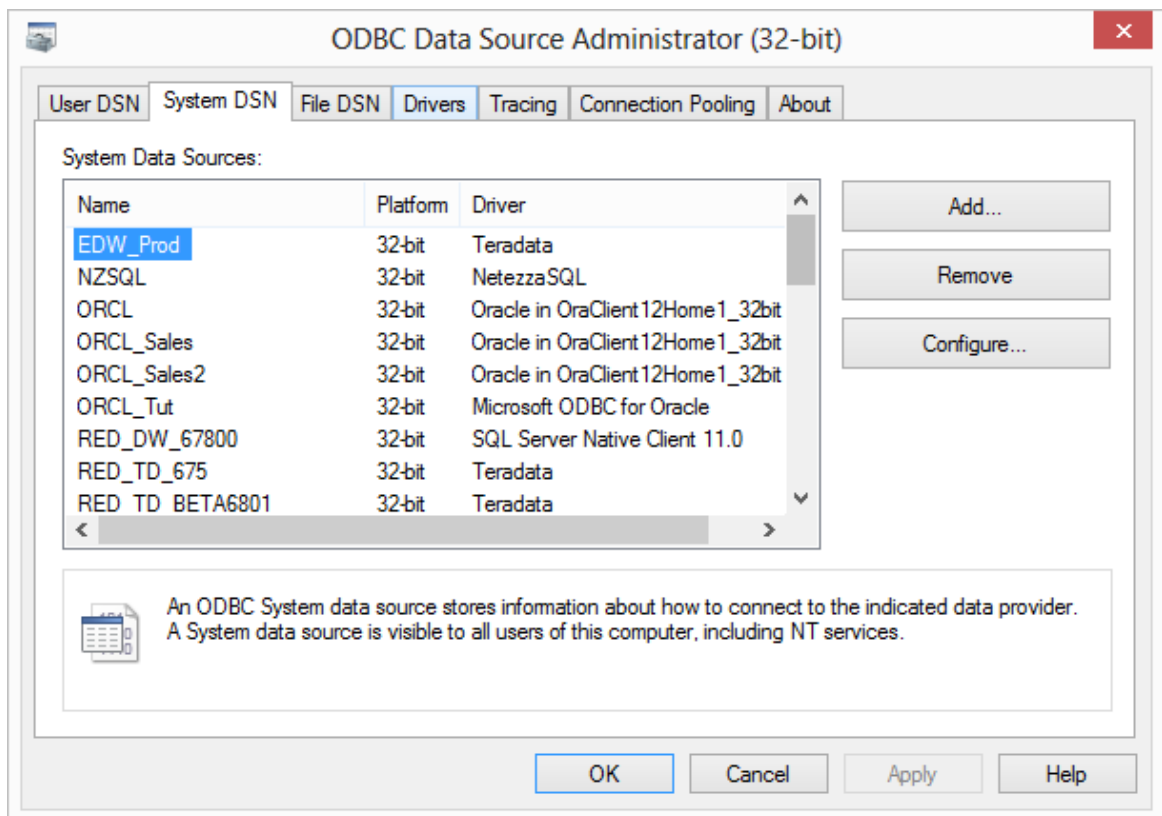 ODBC Data Source Administrator (32-bit)
User DSN System DSN File DSN Drivers Tracing Connection Pooling About
System Data Sources:
Name Platform Driver
EDW_Prod 32-bit Teradata
NZSQL 32-bit NetezzaSQL
ORCL 32-bit Oracle in OraClient12Home1_32bit
ORCL_Sales 32-bit Oracle in OraClient12Home1_32bit
ORCL_Sales2 32-bit Oracle in OraClient12Home1_32bit
ORCL_Tut 32-bit Microsoft ODBC for Oracle
RED_DW_67800 32-bit SQL Server Native Client 11.0
RED_TD_675 32-bit Teradata
RED_TD_BETA6801 32-bit Teradata
Add...
Remove
Configure...
An ODBC System data source stores information about how to connect to the indicated data provider.
A System data source is visible to all users of this computer, including NT services.
OK Cancel Apply Help